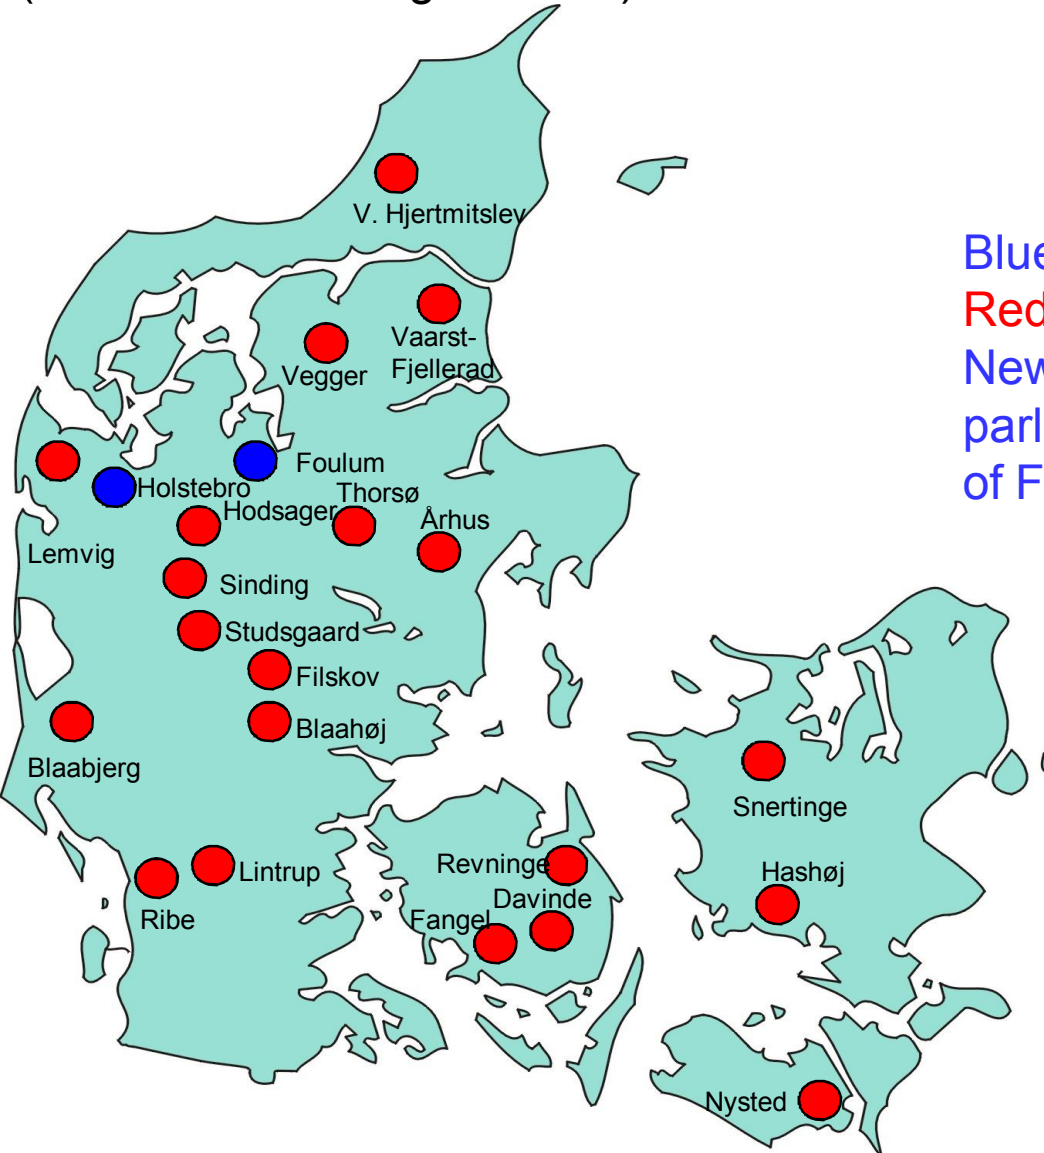 V. Hjertmitslev
Vaarst-
Fjellerad
Vegger
Foulum
Holstebro
Thorsø
Hodsager
Århus
Lemvig
Sinding
Studsgaard
Filskov
Blaahøj
Blaabjerg
Lintrup
Ribe
Revninge
Davinde
Fangel
Snertinge
Hashøj
Nysted
Blue
Red
New
parl
of F